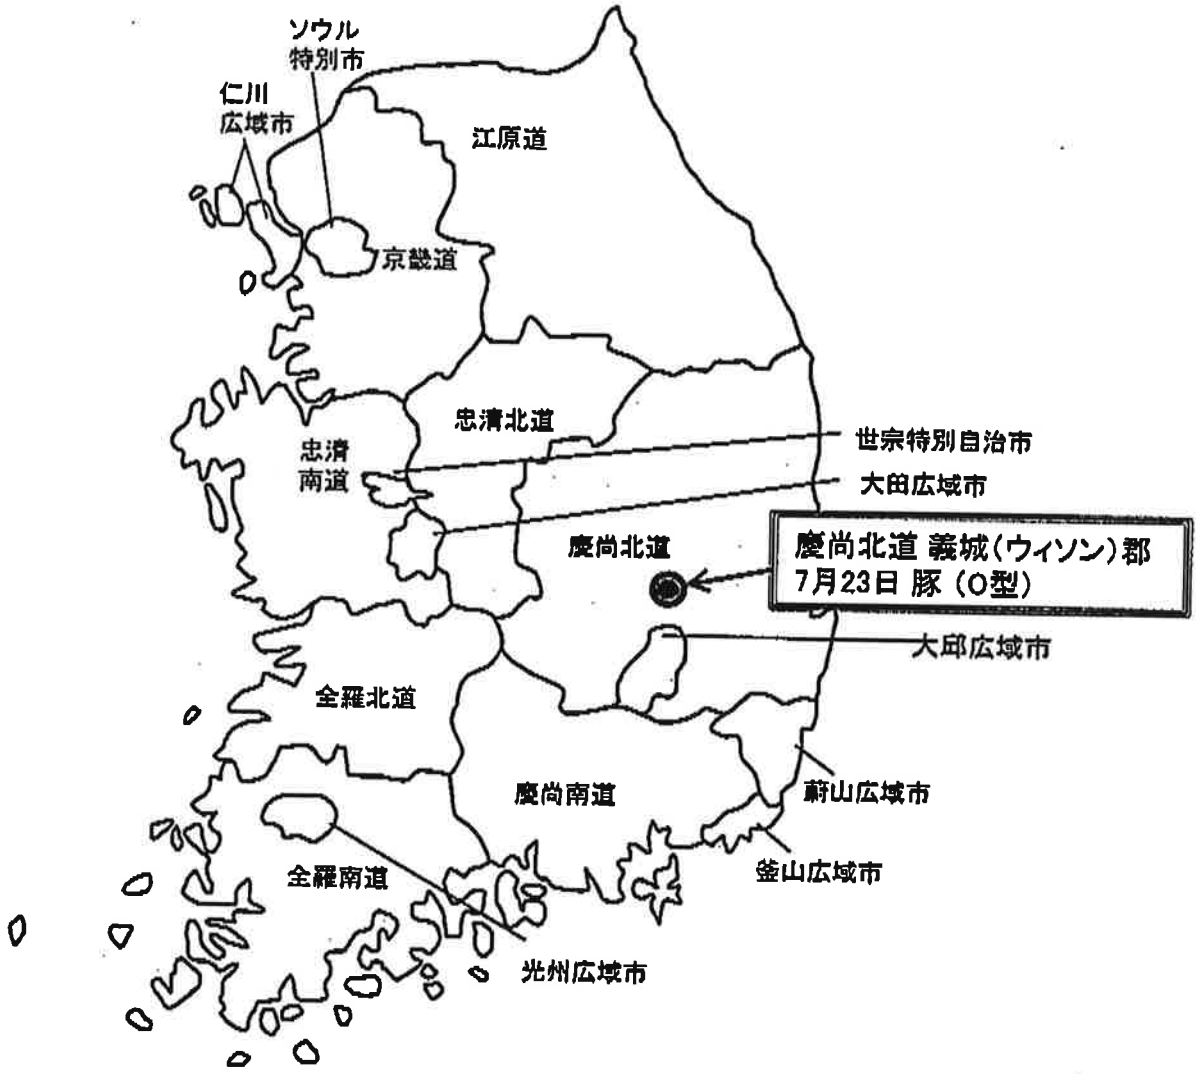 ソウル
特別市
仁川
広域市
江原道
京畿道
忠清北道
忠清
南道
世宗特別自治市
大田広域市
慶尚北道
慶尚北道 義城(ウィソン)郡
7月23日 豚 (O型)
大邱広域市
全羅北道
慶尚南道
蔚山広域市
釜山広域市
全羅南道
光州広域市